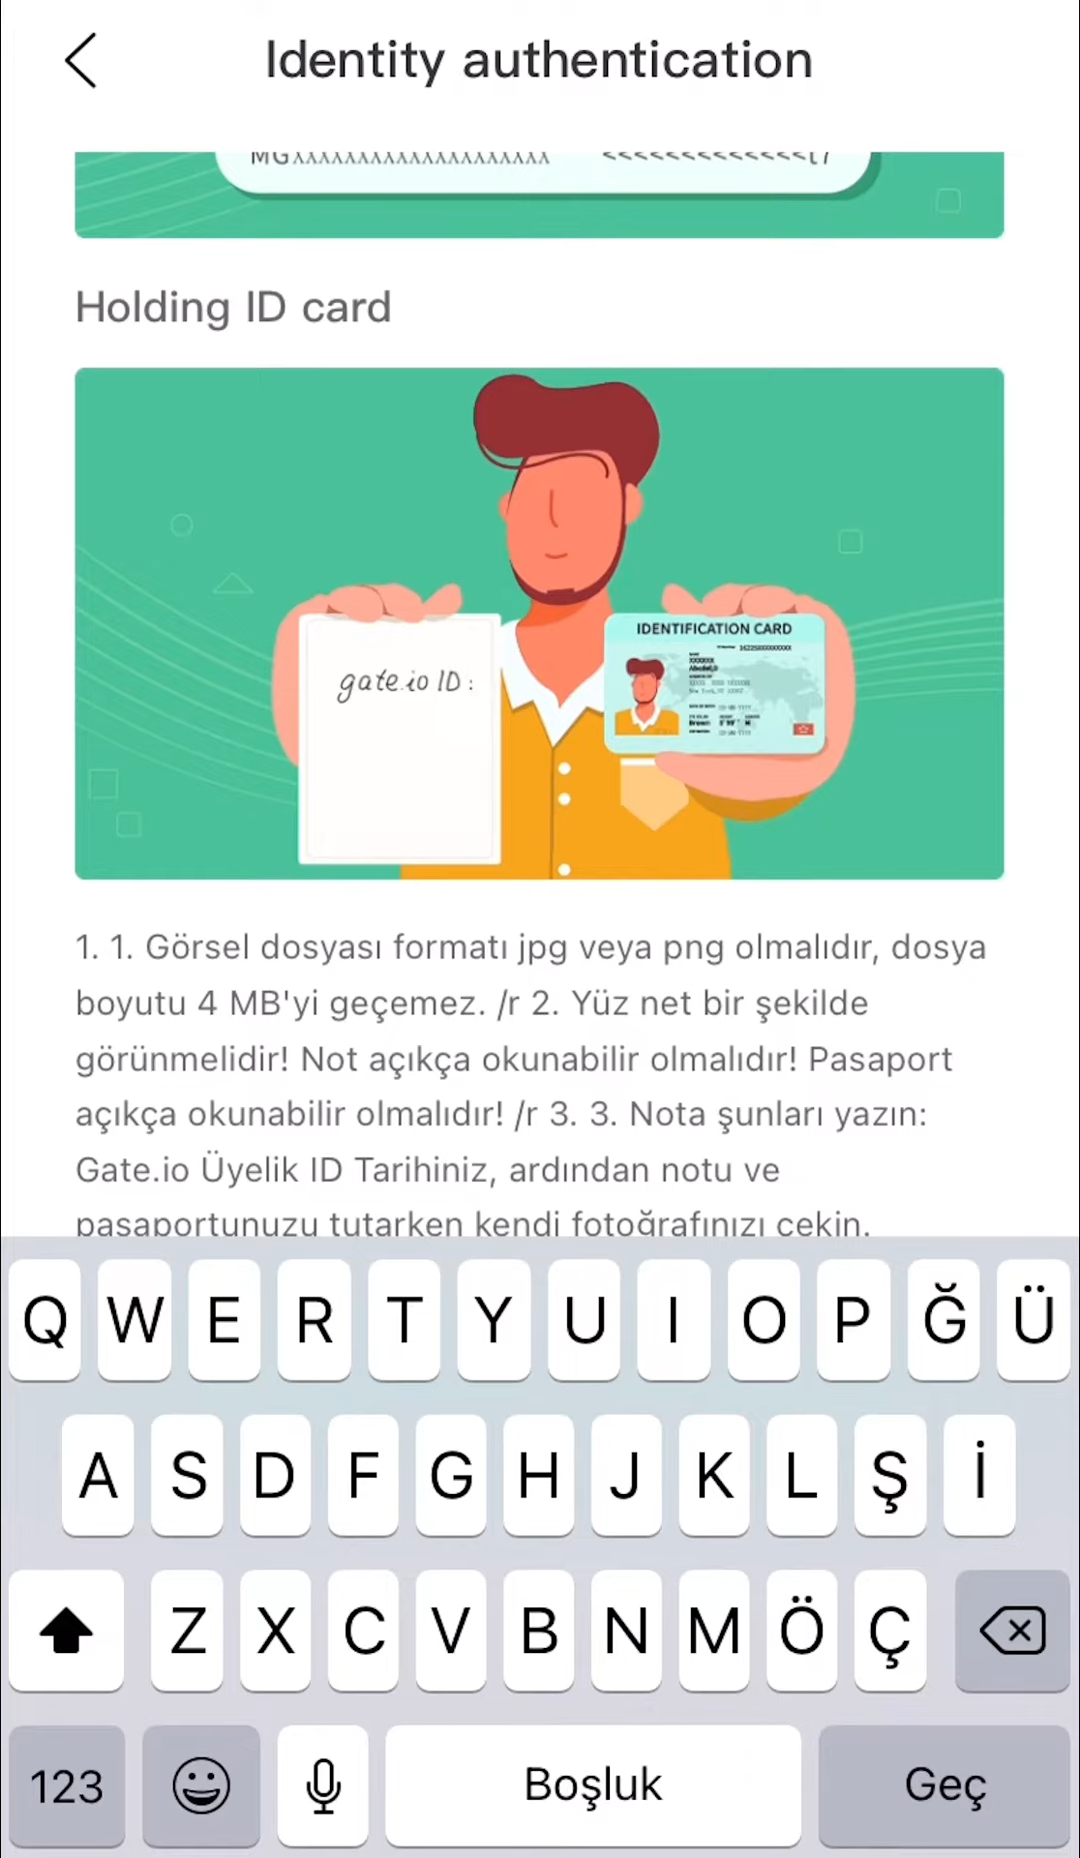 Identity authentication
Holding ID card
gate.io ID :
IDENTIFICATION CARD
1. 1. Görsel dosyası formatı jpg veya png olmalıdır, dosya
boyutu 4 MB'yi geçemez. /r 2. Yüz net bir şekilde
görünmelidir! Not açıkça okunabilir olmalıdır! Pasaport
açıkça okunabilir olmalıdır! /r 3. 3. Nota şunları yazın:
Gate.io Üyelik ID Tarihiniz, ardından notu ve
pasaportunuzu tutarken kendi fotoğrafınızı çekin.
Q W E R T Y U I O P Ğ Ü
A S D F G H J K L Ş İ
Z X C V B N M Ö Ç
123 Boşluk Geç